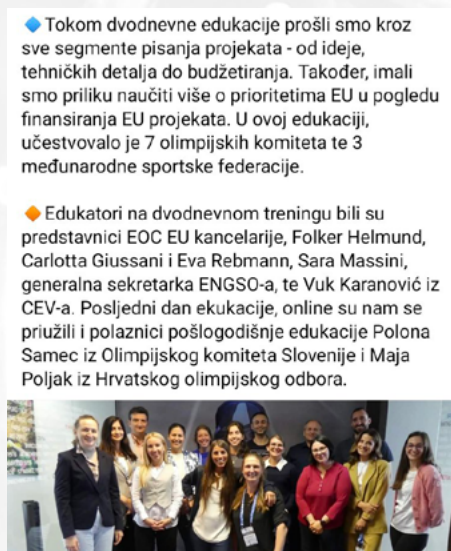 🔷Tokom dvodnevne edukacije prošli smo kroz
sve segmente pisanja projekata - od ideje,
tehničkih detalja do budžetiranja. Također, imali
smo priliku naučiti više o prioritetima EU u pogledu
finansiranja EU projekata. U ovoj edukaciji,
učestvovalo je 7 olimpijskih komiteta te 3
međunarodne sportske federacije.
🔶Edukatori na dvodnevnom treningu bili su
predstavnici EOC EU kancelarije, Folker Helmund,
Carlotta Giussani i Eva Rebmann, Sara Massini,
generalna sekretarka ENGSO-a, te Vuk Karanović iz
CEV-a. Posljedni dan ekukacije, online su nam se
priužili i polaznici pošlogodišnje edukacije Polona
Samec iz Olimpijskog komiteta Slovenije i Maja
Poljak iz Hrvatskog olimpijskog odbora.